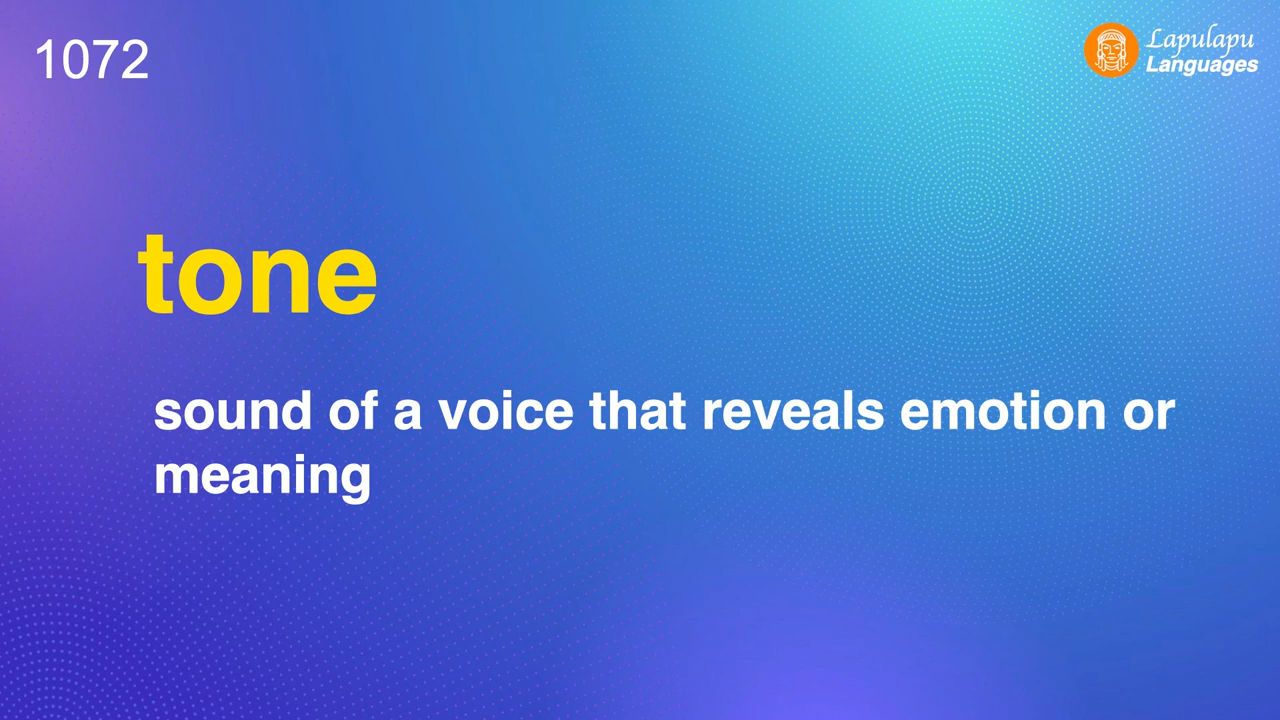 1072
Lapulapu
Languages
tone
sound of a voice that reveals emotion or
meaning